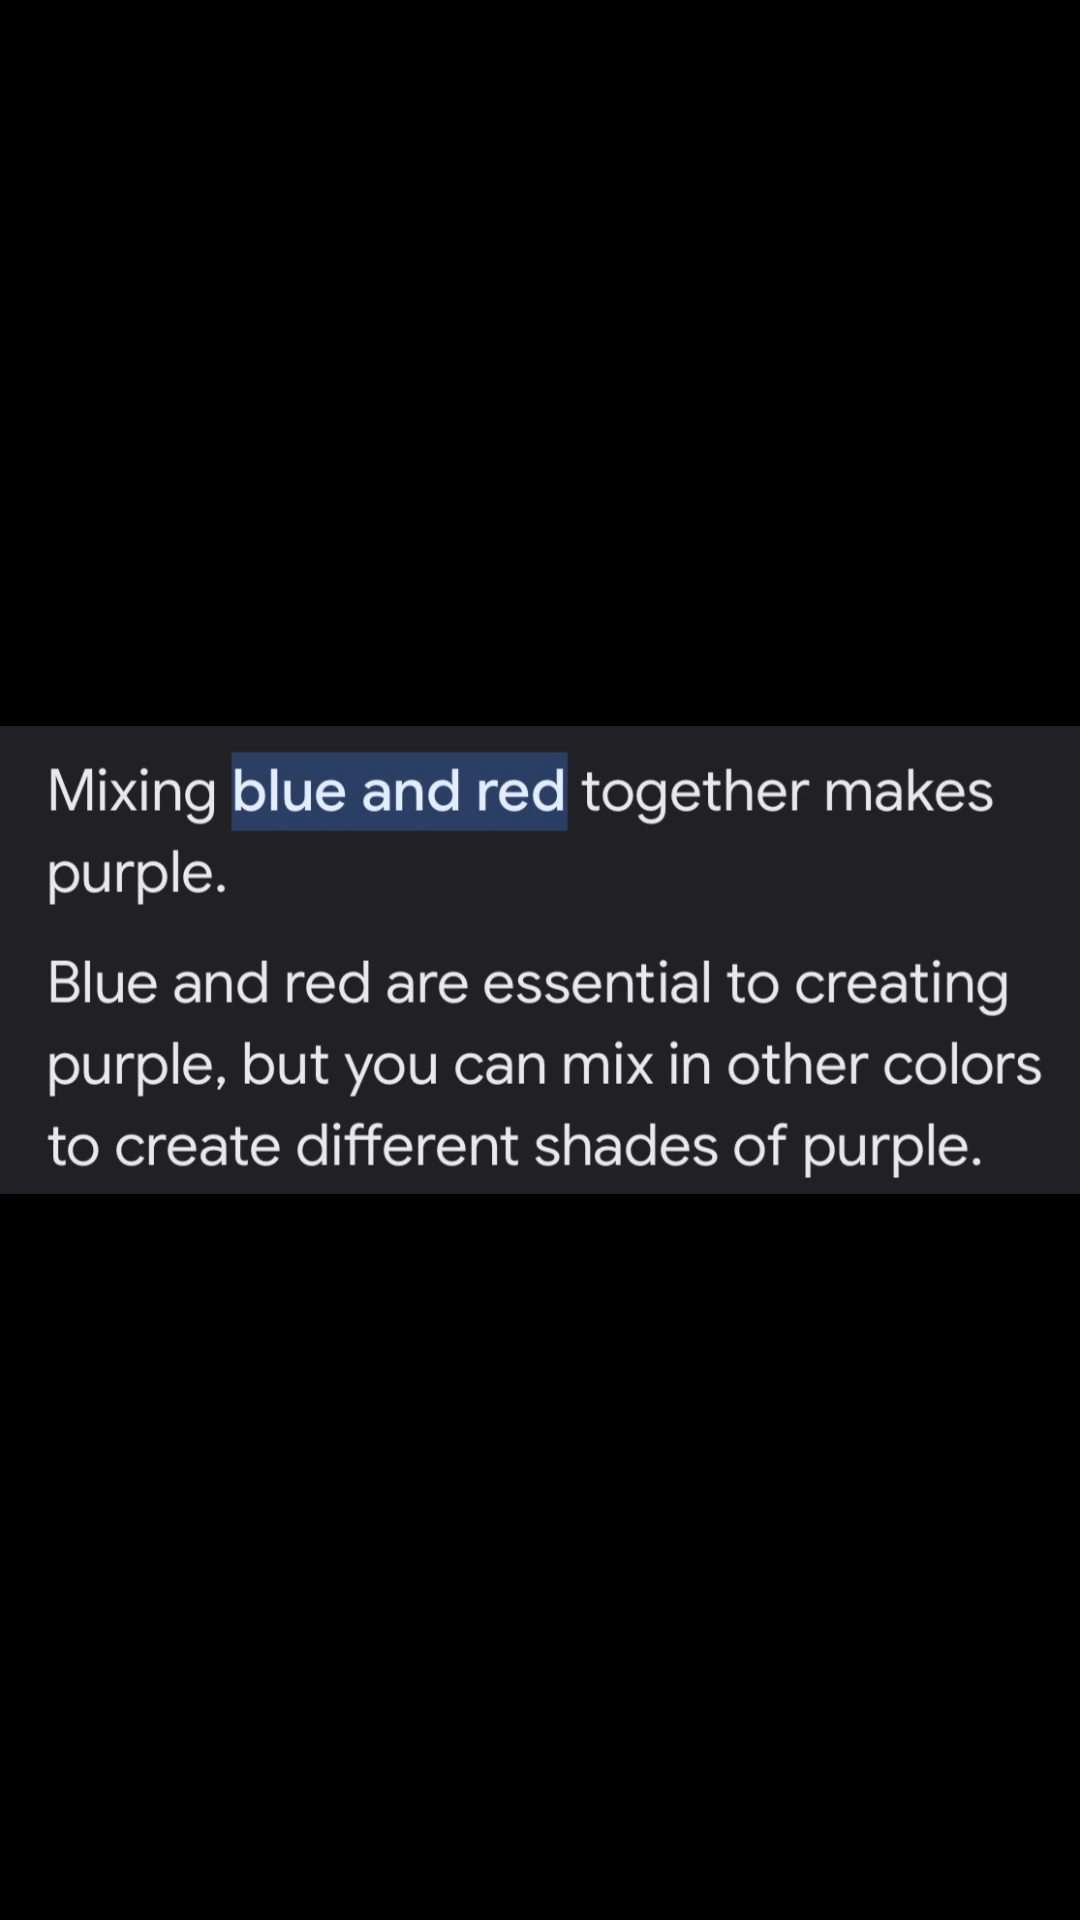 Mixing blue and red together makes
purple.
Blue and red are essential to creating
purple, but you can mix in other colors
to create different shades of purple.